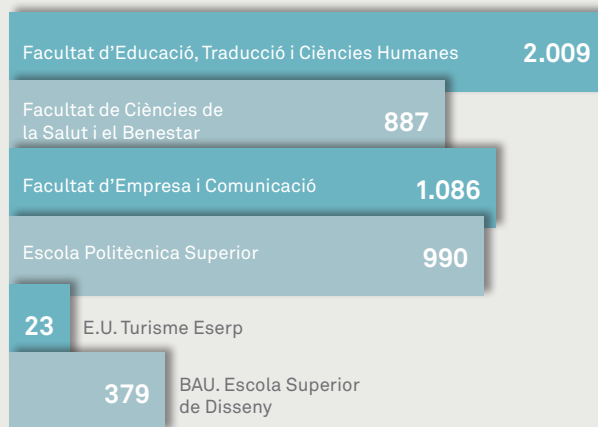 Facultat d’Educació, Traducció i Ciències Humanes 2.009
Facultat de Ciències de
la Salut i el Benestar 887
Facultat d’Empresa i Comunicació 1.086
Escola Politècnica Superior 990
23 E.U. Turisme Eserp
379 BAU. Escola Superior
de Disseny